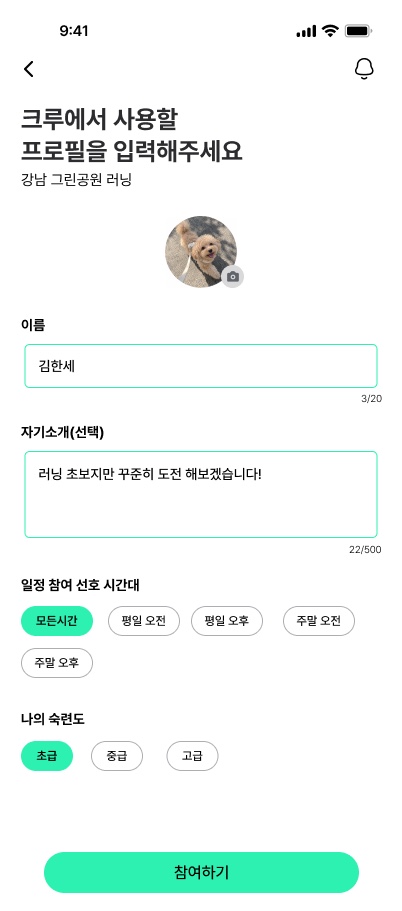 9:41
크루에서 사용할
프로필을 입력해주세요
강남 그린공원 러닝
이름
김한세
3/20
자기소개(선택)
러닝 초보지만 꾸준히 도전 해보겠습니다!
22/500
일정 참여 선호 시간대
모든시간 평일 오전 평일 오후 주말 오전
주말 오후
나의 숙련도
초급 중급 고급
참여하기